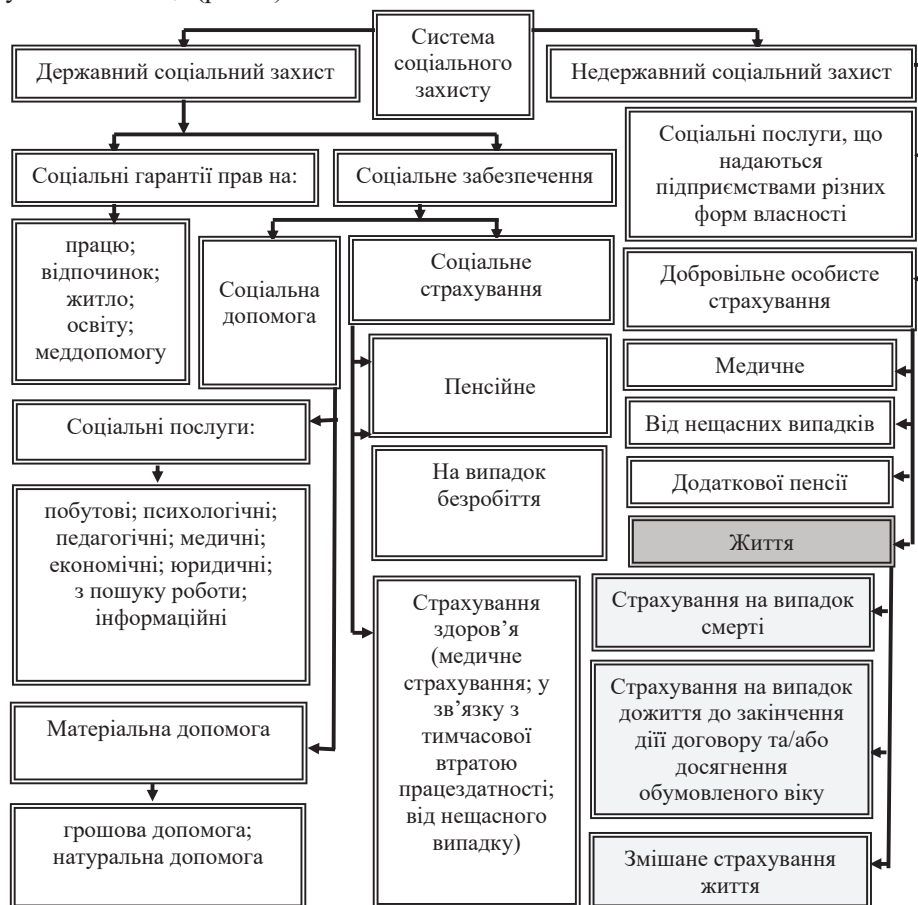 Система
соціального
захисту
Державний соціальний захист
Недержавний соціальний захист
Соціальні гарантії прав на:
Соціальне забезпечення
Соціальні послуги, що
надаються
підприємствами різних
форм власності
працю;
відпочинок;
житло;
освіту;
меддопомогу
Соціальна
допомога
Соціальне
страхування
Добровільне особисте
страхування
Пенсійне
Медичне
Соціальні послуги:
Від нещасних випадків
На випадок
безробіття
Додаткової пенсії
побутові; психологічні;
педагогічні; медичні;
економічні; юридичні;
з пошуку роботи;
інформаційні
Життя
Страхування
здоров’я
(медичне
страхування; у
зв’язку з
тимчасової
втратою
працездатності;
від нещасного
випадку)
Страхування на випадок
смерті
Страхування на випадок
дожиття до закінчення
діїї договору та/або
досягнення
обумовленого віку
Матеріальна допомога
грошова допомога;
натуральна допомога
Змішане страхування
життя